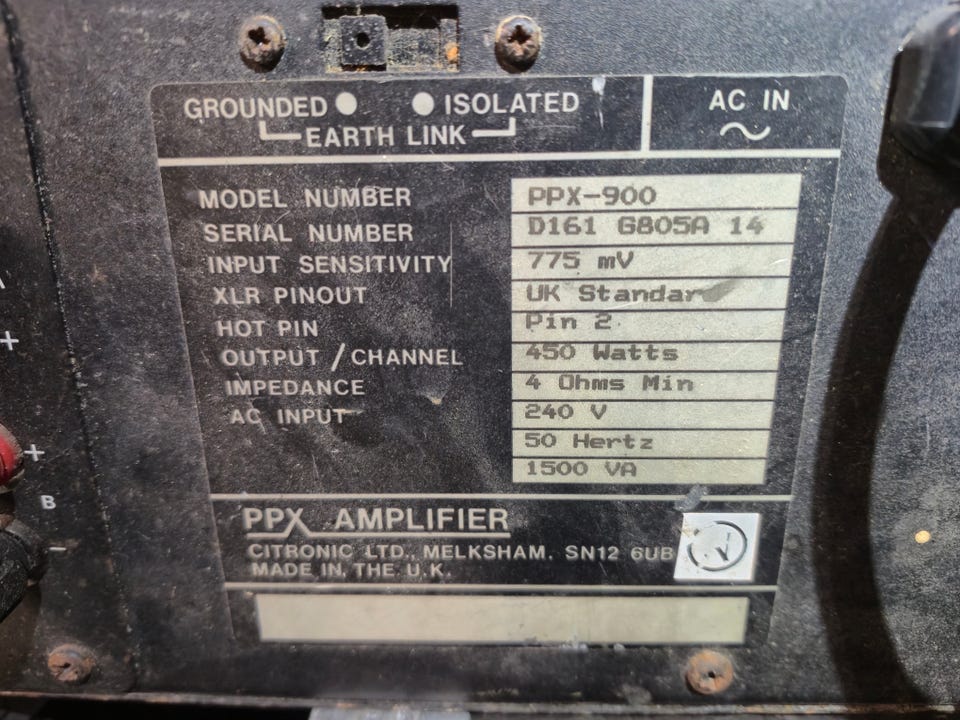 GROUNDED ISOLATED
EARTH LINK
AC IN
MODEL NUMBER PPX-900
SERIAL NUMBER D161 G805A 14
INPUT SENSITIVITY 775 mV
XLR PINOUT UK Standar
HOT PIN Pin 2
OUTPUT / CHANNEL 450 Watts
IMPEDANCE 4 Ohms Min
AC INPUT 240 V
50 Hertz
1500 VA
+
+
B
-
PPX AMPLIFIER
CITRONIC LTD., MELKSHAM. SN12 6UB
MADE IN THE U.K.